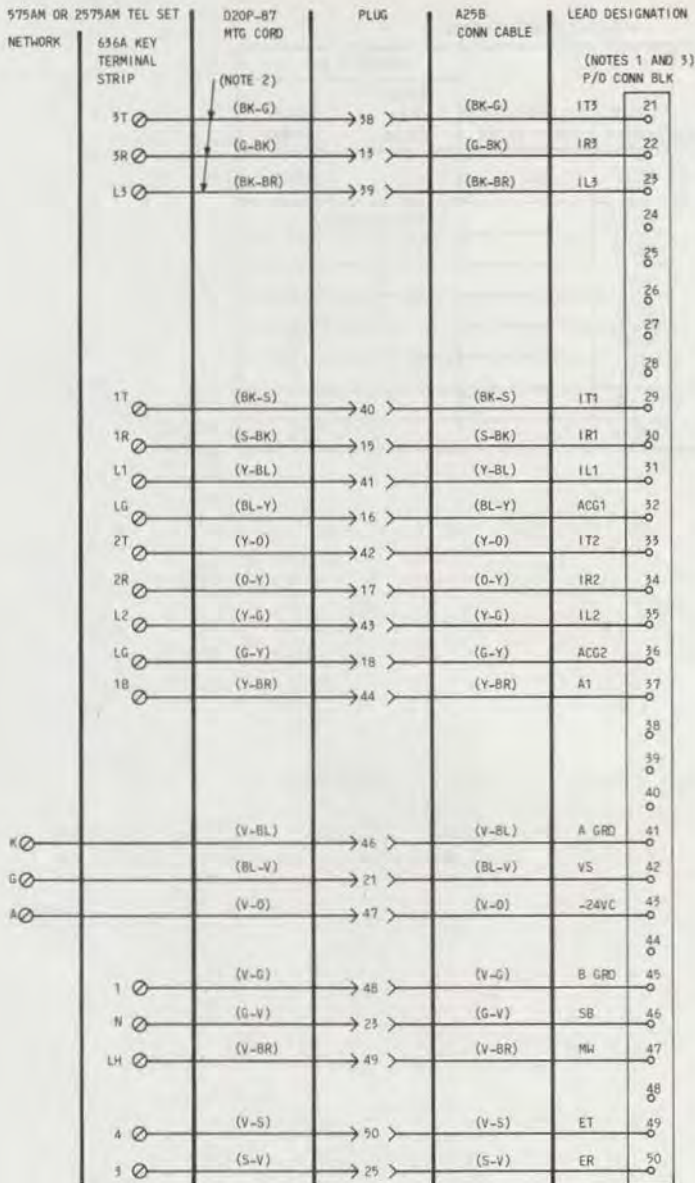 575AM OR 2575AM TEL SET D20P-87 MTG CORD PLUG A25B CONN CABLE LEAD DESIGNATION
NETWORK 636A KEY TERMINAL STRIP (NOTE 2) (NOTES 1 AND 3) P/O CONN BLK
3T (BK-G) 38 (BK-G) IT3 21
3R (G-BK) 13 (G-BK) IR3 22
L3 (BK-BR) 39 (BK-BR) IL3 23
24
25
26
27
28
1T (BK-S) 40 (BK-S) IT1 29
1R (S-BK) 19 (S-BK) IR1 30
L1 (Y-BL) 41 (Y-BL) IL1 31
LG (BL-Y) 16 (BL-Y) ACG1 32
2T (Y-O) 42 (Y-O) IT2 33
2R (O-Y) 17 (O-Y) IR2 34
L2 (Y-G) 43 (Y-G) IL2 35
LG (G-Y) 18 (G-Y) ACG2 36
1B (Y-BR) 44 (Y-BR) A1 37
38
39
40
K (V-BL) 46 (V-BL) A GRD 41
G (BL-V) 21 (BL-V) VS 42
A (V-O) 47 (V-O) -24VC 43
44
1 (V-G) 48 (V-G) B GRD 45
N (G-V) 23 (G-V) SB 46
LH (V-BR) 49 (V-BR) MW 47
48
4 (V-S) 50 (V-S) ET 49
3 (S-V) 25 (S-V) ER 50